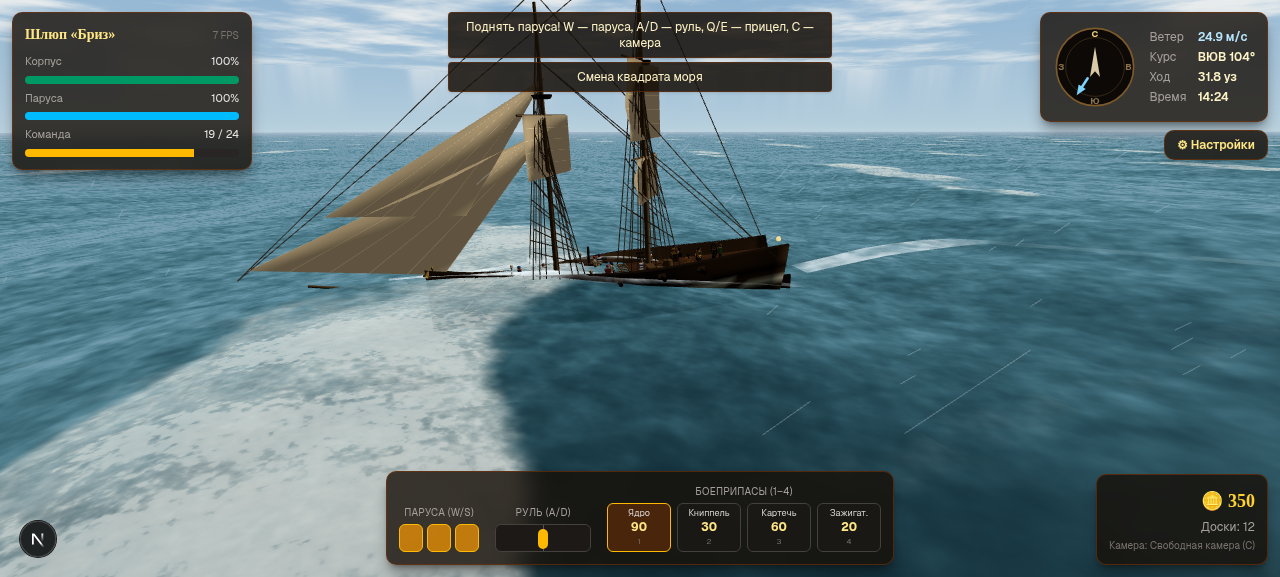 Шлюп «Бриз»
7 FPS
Корпус 100%
Паруса 100%
Команда 19 / 24
Поднять паруса! W — паруса, A/D — руль, Q/E — прицел, C —
камера
Смена квадрата моря
С
З В
Ю
Ветер 24.9 м/с
Курс ВЮВ 104°
Ход 31.8 уз
Время 14:24
⚙ Настройки
ПАРУСА (W/S)
РУЛЬ (A/D)
БОЕПРИПАСЫ (1–4)
Ядро Книппель Картечь Зажигат.
90 30 60 20
1 2 3 4
N
350
Доски: 12
Камера: Свободная камера (C)